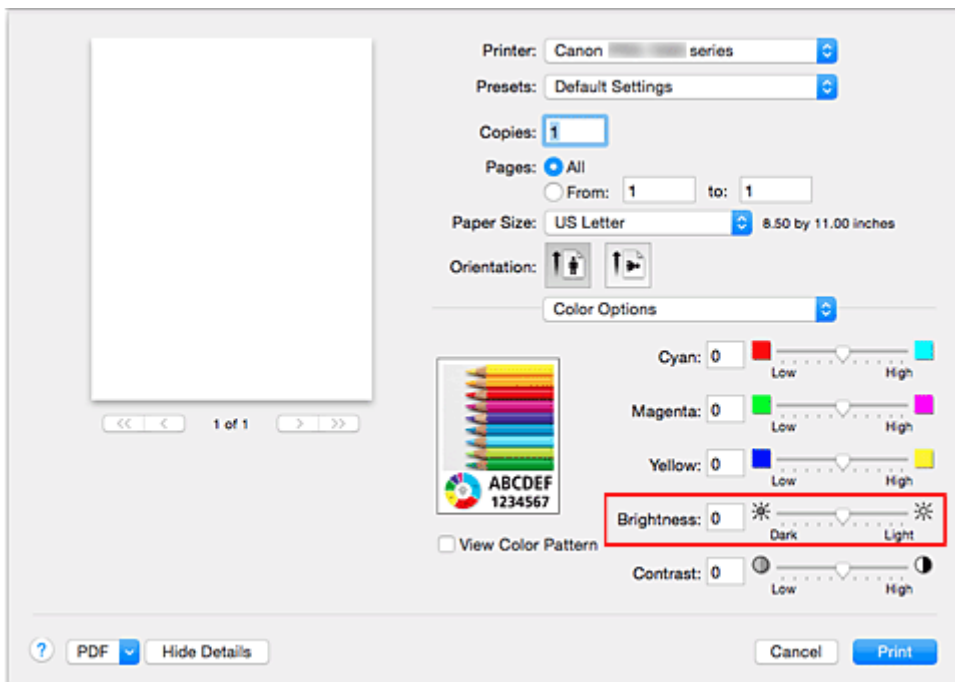 Printer: Canon series
Presets: Default Settings
Copies: 1
Pages: All
From: 1 to: 1
Paper Size: US Letter 8.50 by 11.00 inches
Orientation:
Color Options
<< < 1 of 1 > >>
Cyan: 0
Low High
Magenta: 0
Low High
Yellow: 0
Low High
ABCDEF
1234567
Brightness: 0
Dark Light
View Color Pattern
Contrast: 0
Low High
? PDF Hide Details Cancel Print